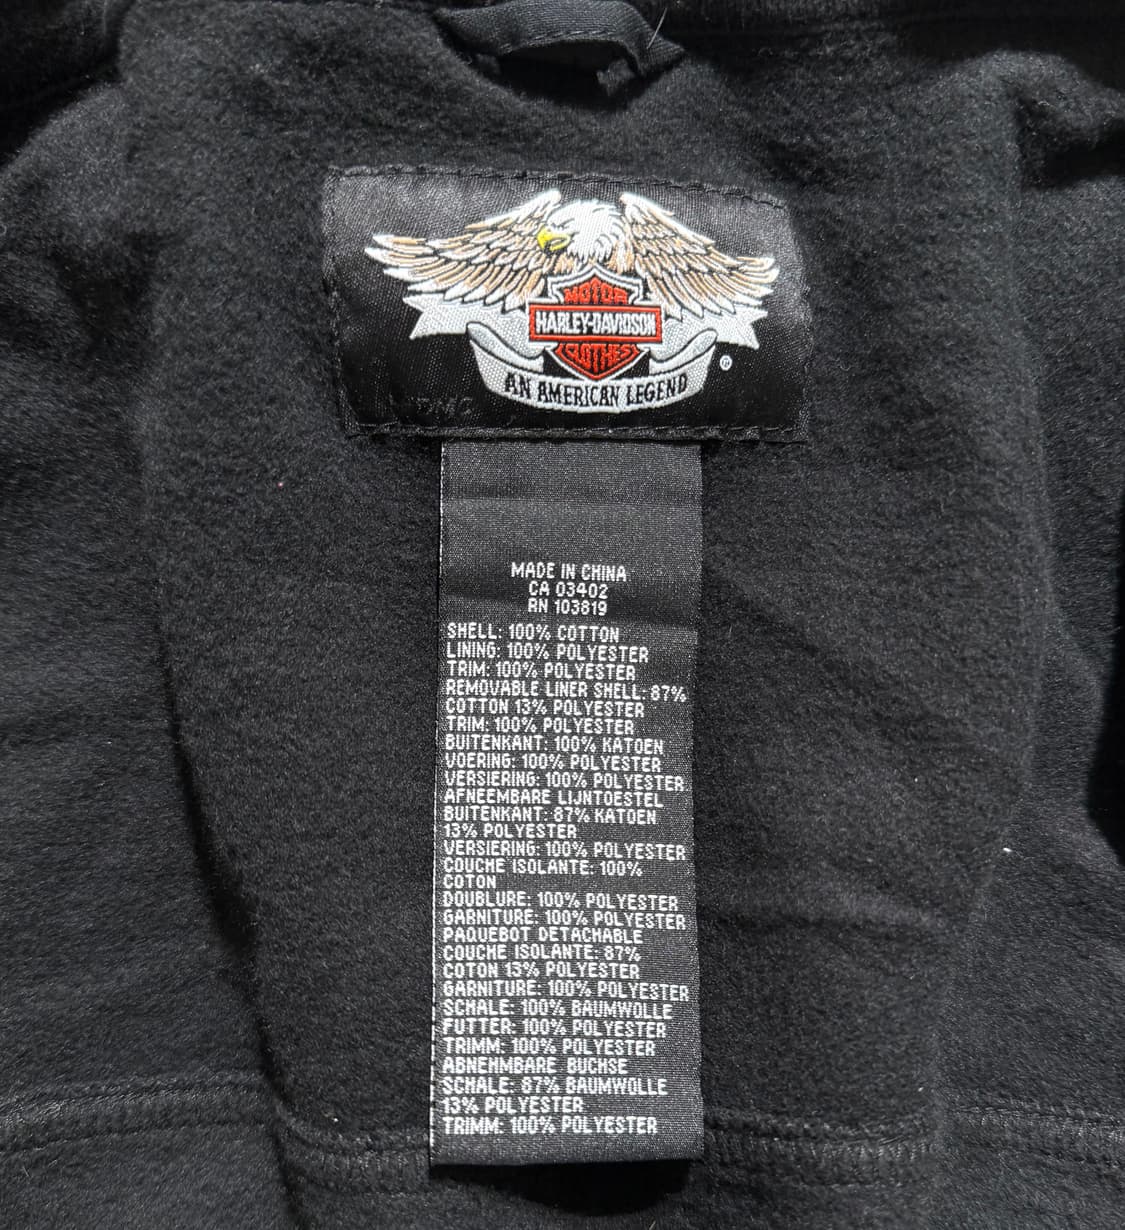 MOTOR
HARLEY-DAVIDSON
CLOTHES
®
AN AMERICAN LEGEND
MADE IN CHINA
CA 03402
RN 103819
SHELL: 100% COTTON
LINING: 100% POLYESTER
TRIM: 100% POLYESTER
REMOVABLE LINER SHELL: 87%
COTTON 13% POLYESTER
TRIM: 100% POLYESTER
BUITENKANT: 100% KATOEN
VOERING: 100% POLYESTER
VERSIERING: 100% POLYESTER
AFNEEMBARE LIJNTOESTEL
BUITENKANT: 87% KATOEN
13% POLYESTER
VERSIERING: 100% POLYESTER
COUCHE ISOLANTE: 100%
COTON
DOUBLURE: 100% POLYESTER
GARNITURE: 100% POLYESTER
PAQUEBOT DETACHABLE
COUCHE ISOLANTE: 87%
COTON 13% POLYESTER
GARNITURE: 100% POLYESTER
SCHALE: 100% BAUMWOLLE
FUTTER: 100% POLYESTER
TRIMM: 100% POLYESTER
ABNEHMBARE BUCHSE
SCHALE: 87% BAUMWOLLE
13% POLYESTER
TRIMM: 100% POLYESTER